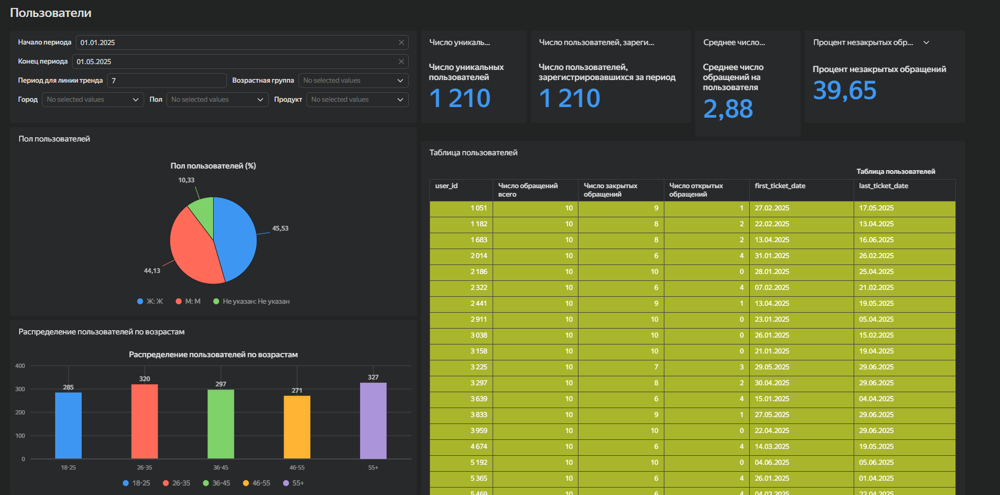 Пользователи
Начало периода 01.01.2025
Конец периода 01.05.2025
Период для линии тренда 7 Возрастная группа No selected values
Город No selected values Пол No selected values Продукт No selected values
Число уникаль...
Число уникальных
пользователей
1 210
Число пользователей, зареги...
Число пользователей,
зарегистрировавшихся за период
1 210
Среднее число...
Среднее число
обращений на
пользователя
2,88
Процент незакрытых обр...
Процент незакрытых обращений
39,65
Пол пользователей
Пол пользователей (%)
10,33
45,53
44,13
Ж: Ж М: М Не указан: Не указан
Распределение пользователей по возрастам
Распределение пользователей по возрастам
400
300
200
100
0
285 320 297 271 327
18-25 26-35 36-45 46-55 55+
18-25 26-35 36-45 46-55 55+
Таблица пользователей
Таблица пользователей
user_id Число обращений всего Число закрытых обращений Число открытых обращений first_ticket_date last_ticket_date
1 051 10 9 1 27.02.2025 17.05.2025
1 182 10 8 2 22.02.2025 13.04.2025
1 683 10 8 2 13.04.2025 16.06.2025
2 014 10 6 4 31.01.2025 26.02.2025
2 186 10 10 0 28.01.2025 25.04.2025
2 322 10 6 4 07.02.2025 21.02.2025
2 441 10 9 1 13.04.2025 19.05.2025
2 911 10 10 0 23.01.2025 05.04.2025
3 038 10 10 0 26.01.2025 15.02.2025
3 158 10 10 0 21.01.2025 19.04.2025
3 225 10 7 3 29.05.2025 29.06.2025
3 297 10 8 2 30.04.2025 29.06.2025
3 639 10 6 4 15.01.2025 04.04.2025
3 833 10 9 1 27.05.2025 29.06.2025
3 959 10 10 0 22.04.2025 29.06.2025
4 674 10 6 4 14.03.2025 19.05.2025
5 192 10 10 0 04.06.2025 05.06.2025
5 365 10 6 4 26.01.2025 01.04.2025
5 469 10 6 4 04.02.2025 22.04.2025